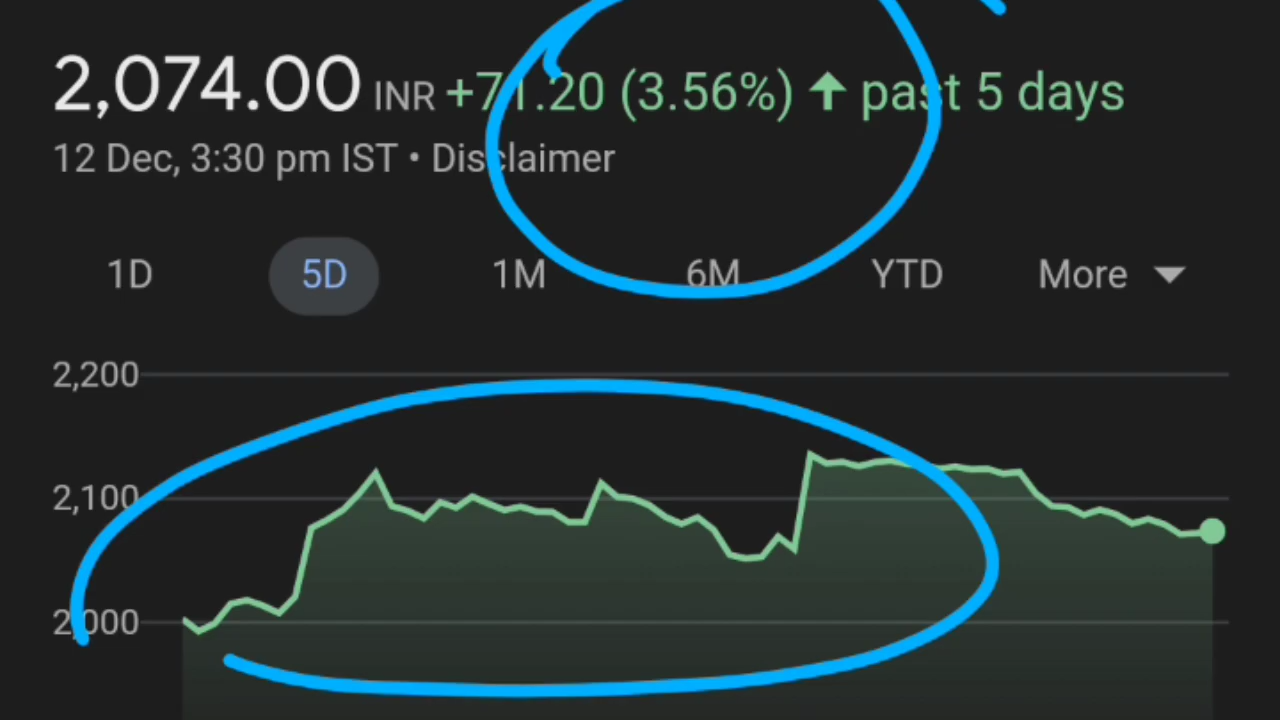 2,074.00 INR +71.20 (3.56%) ↑ past 5 days
12 Dec, 3:30 pm IST • Disclaimer
1D 5D 1M 6M YTD More
2,200
2,100
2,000